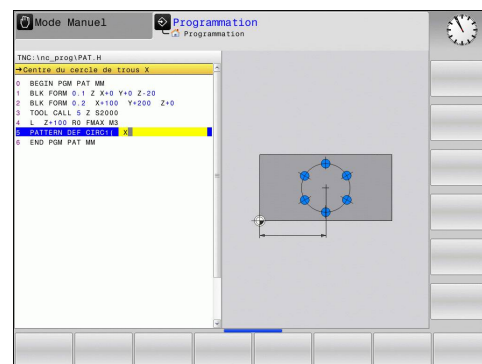 Mode Manuel
Programmation
Programmation
TNC:\nc_prog\PAT.H
→Centre du cercle de trous X
0 BEGIN PGM PAT MM
1 BLK FORM 0.1 Z X+0 Y+0 Z-20
2 BLK FORM 0.2 X+100 Y+200 Z+0
3 TOOL CALL 5 Z S2000
4 L Z+100 R0 FMAX M3
5 PATTERN DEF CIRC1( X
6 END PGM PAT MM